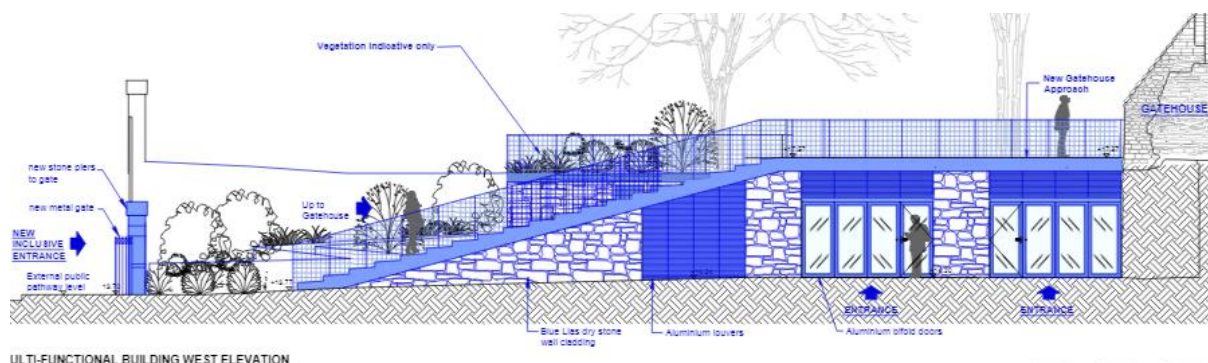 Vegetation indicative only
New Gatehouse
Approach
GATEHOUSE
new stone piers
to gate
new metal gate
Up to
Gatehouse
NEW
INCLUSIVE
ENTRANCE
External public
pathway level
ENTRANCE
ENTRANCE
Blue Lias dry stone
wall cladding
Aluminium louvers
Aluminium bifold doors
ULTI-FUNCTIONAL BUILDING WEST ELEVATION